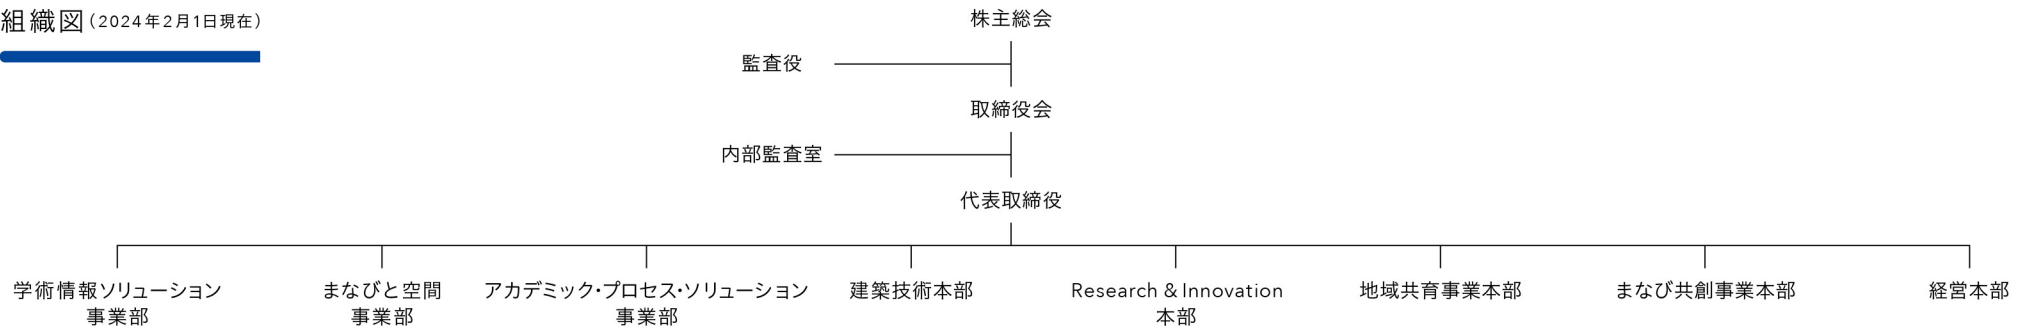 組織図（2024年2月1日現在）
株主総会
監査役
取締役会
内部監査室
代表取締役
学術情報ソリューション
事業部
まなびと空間
事業部
アカデミック・プロセス・ソリューション
事業部
建築技術本部
Research & Innovation
本部
地域共育事業本部
まなび共創事業本部
経営本部